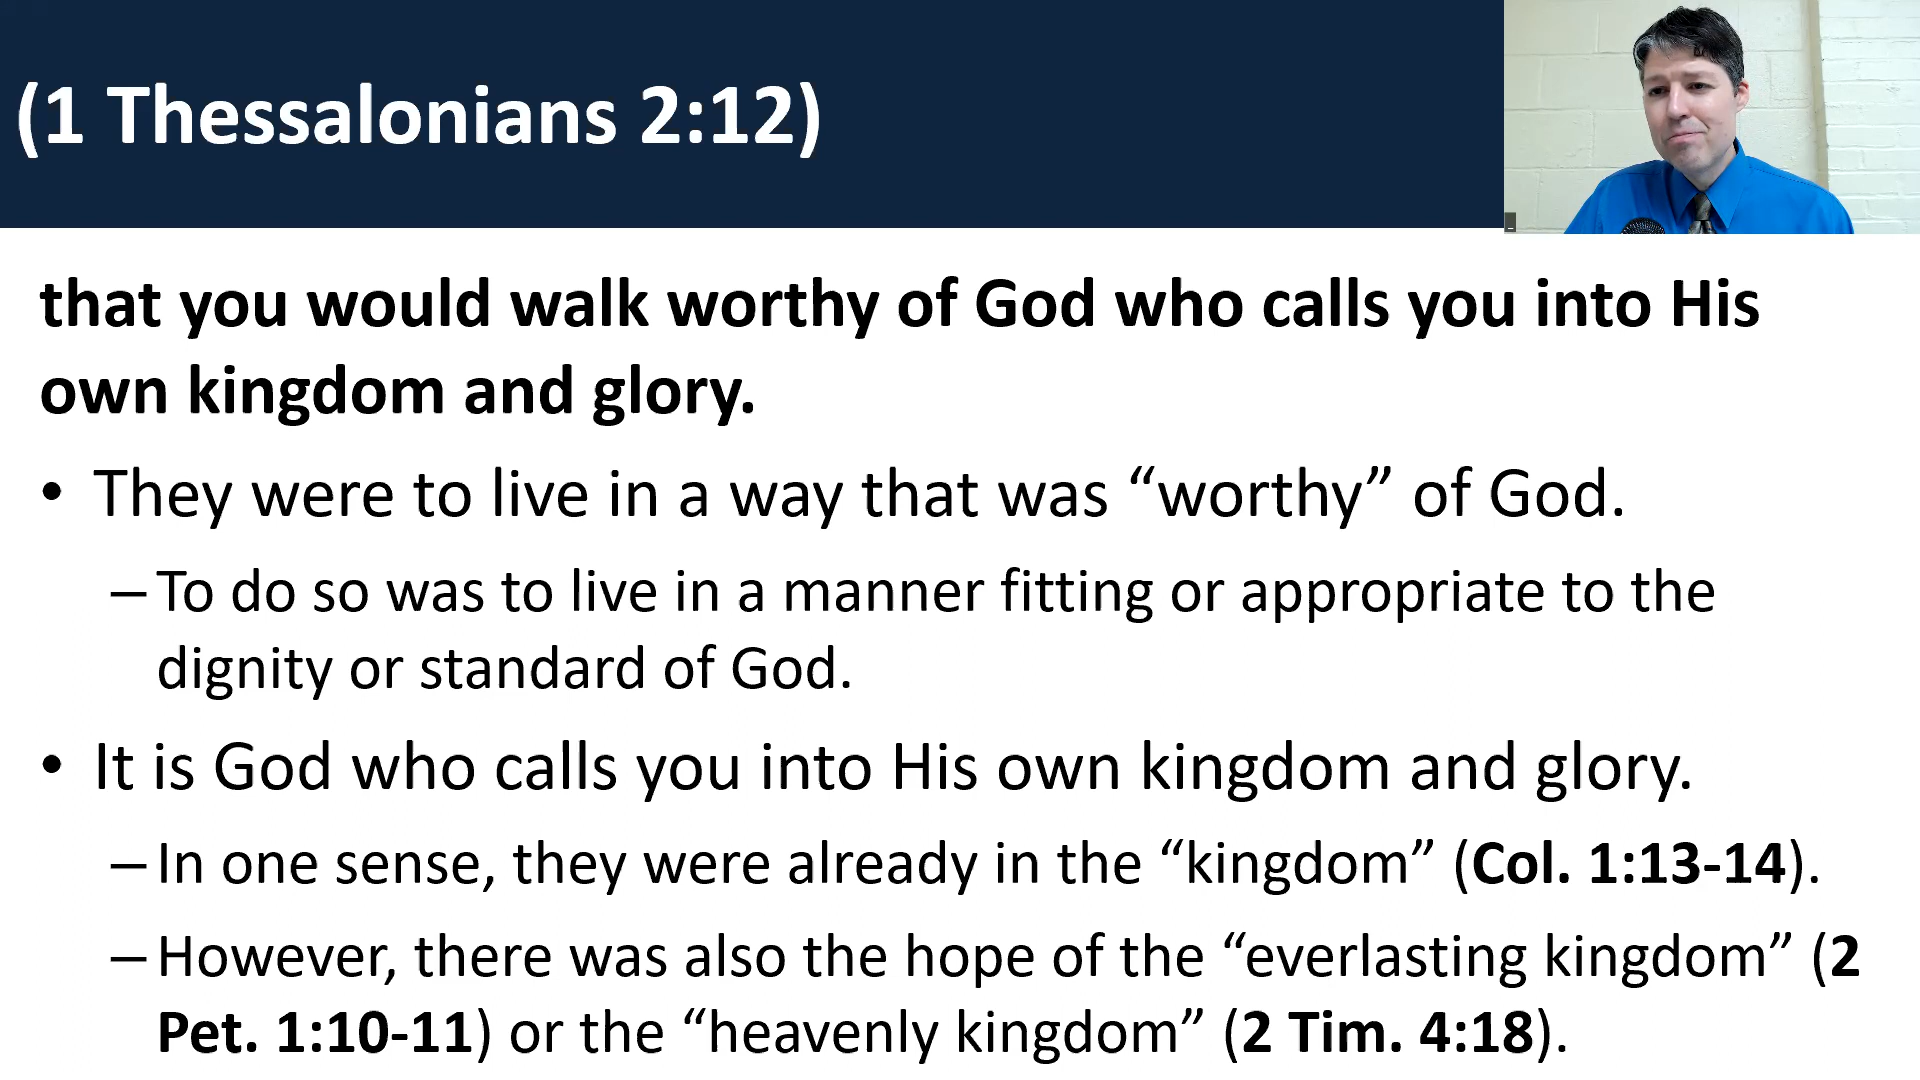 (1 Thessalonians 2:12)
that you would walk worthy of God who calls you into His
own kingdom and glory.
• They were to live in a way that was “worthy” of God.
–To do so was to live in a manner fitting or appropriate to the
dignity or standard of God.
• It is God who calls you into His own kingdom and glory.
–In one sense, they were already in the “kingdom” (Col. 1:13-14).
–However, there was also the hope of the “everlasting kingdom” (2
Pet. 1:10-11) or the “heavenly kingdom” (2 Tim. 4:18).